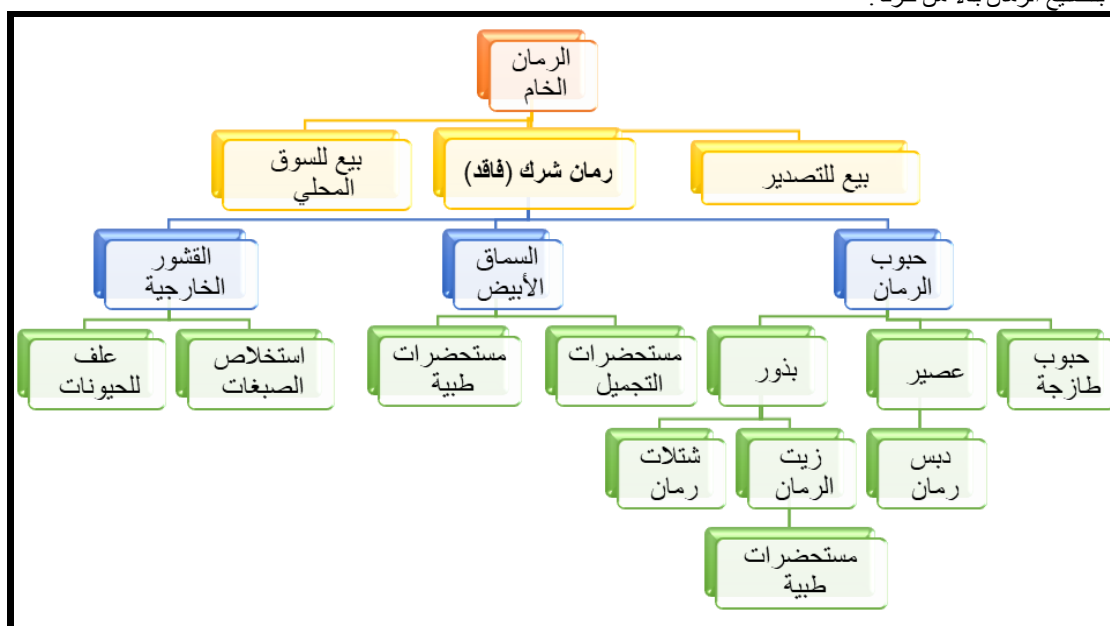 الرمان
الخام
بيع للتصدير
رمان شرك (فاقد)
بيع للسوق
المحلي
حبوب
الرمان
السماق
الأبيض
القشور
الخارجية
حبوب
طازجة
عصير
بذور
مستحضرات
التجميل
مستحضرات
طبية
استخلاص
الصبغات
علف
للحيونات
دبس
رمان
زيت
الرمان
شتلات
رمان
مستحضرات
طبية